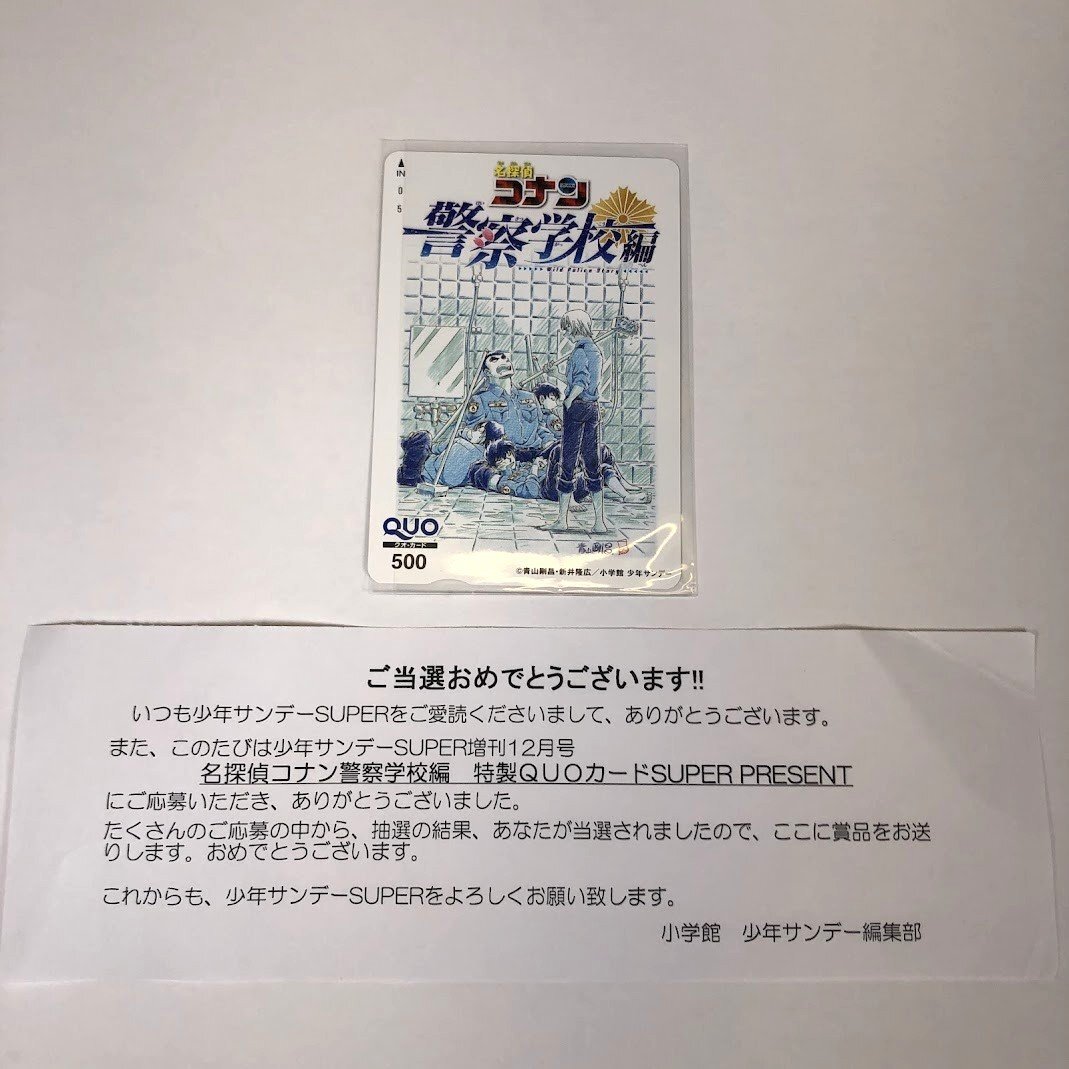 IN
0
5
名探偵
コナン
警察学校編
Wild Police Story
QUO
クオ・カード
500
青山剛昌
©青山剛昌・新井隆広／小学館 少年サンデー
ご当選おめでとうございます!!
いつも少年サンデーSUPERをご愛読くださいまして、ありがとうございます。
また、このたびは少年サンデーSUPER増刊12月号
名探偵コナン警察学校編　特製QUOカードSUPER PRESENT
にご応募いただき、ありがとうございました。
たくさんのご応募の中から、抽選の結果、あなたが当選されましたので、ここに賞品をお送
りします。おめでとうございます。
これからも、少年サンデーSUPERをよろしくお願い致します。
小学館　少年サンデー編集部